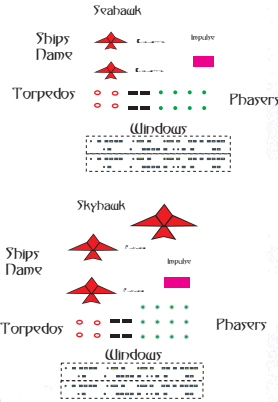 Seahawk
Ships
Name
Impulse
Torpedos
Phasers
Windows
Skyhawk
Ships
Name
Impulse
Torpedos
Phasers
Windows